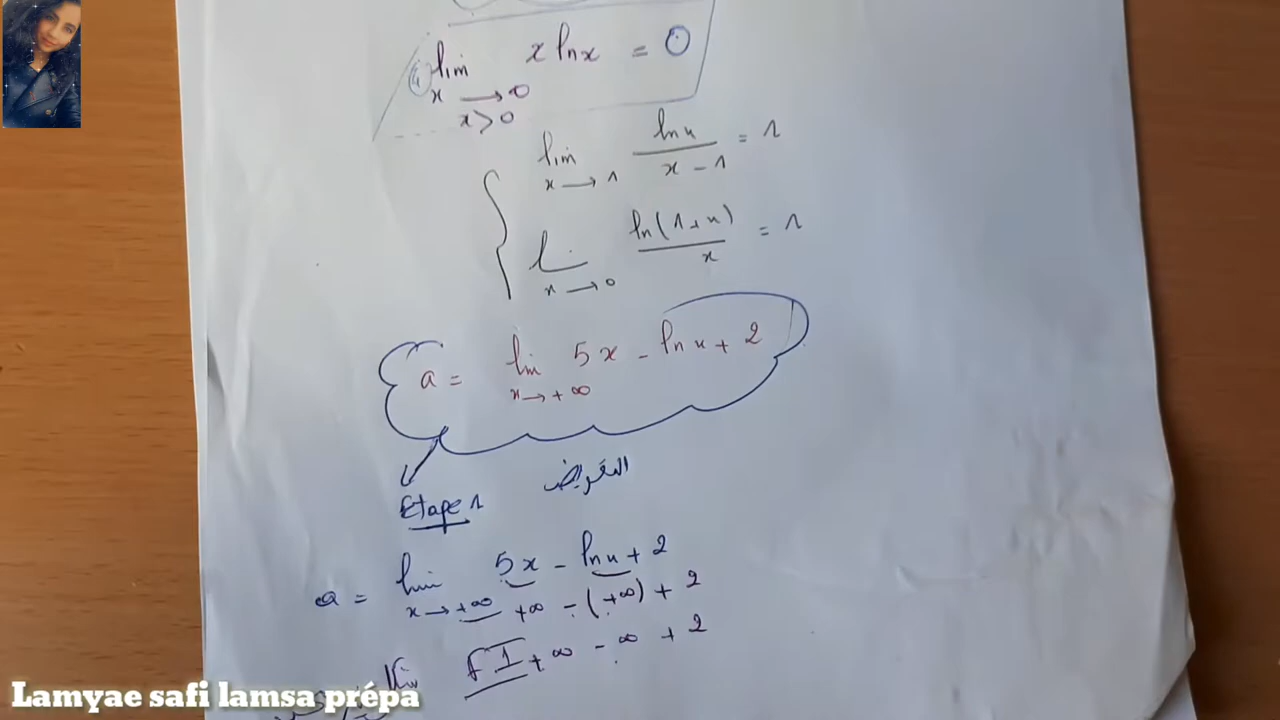 ④ lim x ln x = 0
x → 0
x > 0
lim ln x / x - 1 = 1
x → 1
lim ln(1+x) / x = 1
x → 0
a = lim 5x - ln x + 2
x → +∞
Etape 1 التعويض
a = lim 5x - ln x + 2
x → +∞ +∞ - (+∞) + 2
FI +∞ - ∞ + 2
Lamyae safi lamsa prépa